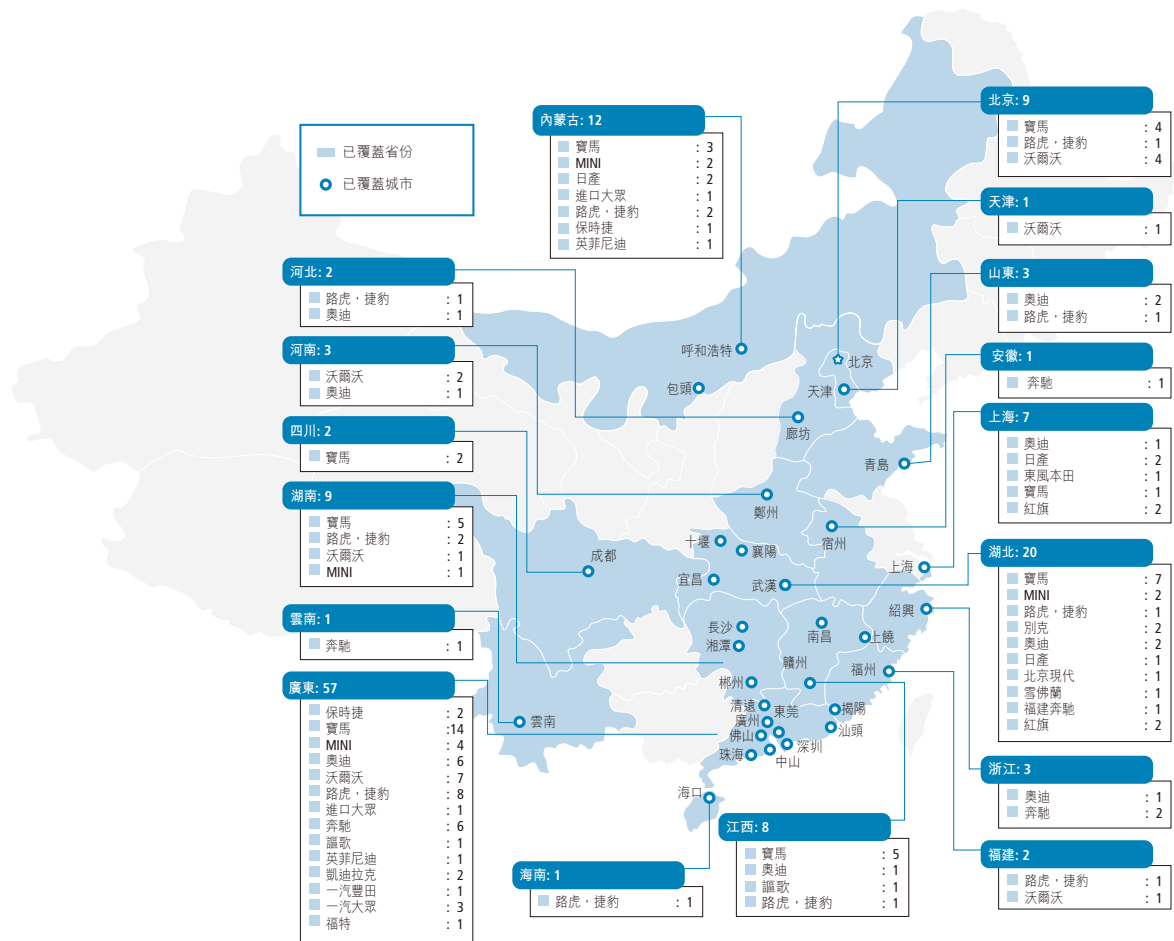 已覆蓋省份
已覆蓋城市
內蒙古: 12
寶馬 : 3
MINI : 2
日產 : 2
進口大眾 : 1
路虎・捷豹 : 2
保時捷 : 1
英菲尼迪 : 1
河北: 2
路虎・捷豹 : 1
奧迪 : 1
河南: 3
沃爾沃 : 2
奧迪 : 1
四川: 2
寶馬 : 2
湖南: 9
寶馬 : 5
路虎・捷豹 : 2
沃爾沃 : 1
MINI : 1
雲南: 1
奔馳 : 1
廣東: 57
保時捷 : 2
寶馬 :14
MINI : 4
奧迪 : 6
沃爾沃 : 7
路虎・捷豹 : 8
進口大眾 : 1
奔馳 : 6
謳歌 : 1
英菲尼迪 : 1
凱迪拉克 : 2
一汽豐田 : 1
一汽大眾 : 3
福特 : 1
海南: 1
路虎・捷豹 : 1
江西: 8
寶馬 : 5
奧迪 : 1
謳歌 : 1
路虎・捷豹 : 1
北京: 9
寶馬 : 4
路虎・捷豹 : 1
沃爾沃 : 4
天津: 1
沃爾沃 : 1
山東: 3
奧迪 : 2
路虎・捷豹 : 1
安徽: 1
奔馳 : 1
上海: 7
奧迪 : 1
日產 : 2
東風本田 : 1
寶馬 : 1
紅旗 : 2
湖北: 20
寶馬 : 7
MINI : 2
路虎・捷豹 : 1
別克 : 2
奧迪 : 2
日產 : 1
北京現代 : 1
雪佛蘭 : 1
福建奔馳 : 1
紅旗 : 2
浙江: 3
奧迪 : 1
奔馳 : 2
福建: 2
路虎・捷豹 : 1
沃爾沃 : 1
呼和浩特
北京
包頭
天津
廊坊
青島
鄭州
宿州
十堰
襄陽
成都
宜昌
武漢
上海
紹興
長沙
南昌
上饒
湘潭
贛州
福州
郴州
清遠
東莞
揭陽
廣州
雲南
佛山
汕頭
深圳
珠海
中山
海口